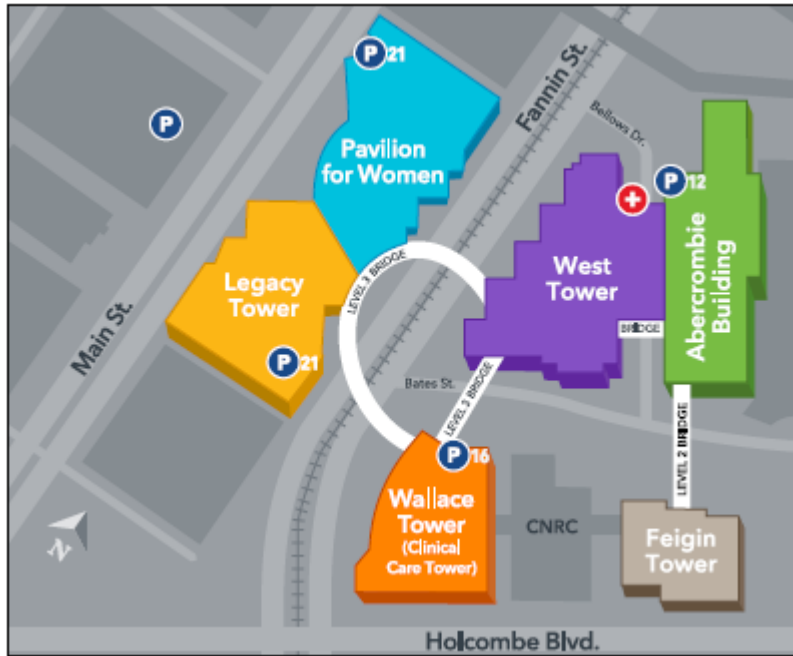 P 21
Fannin St.
P
Bellows Dr.
Pavilion
for Women
P 12
West
Tower
Abercrombie
Building
Legacy
Tower
LEVEL 3 BRIDGE
BRIDGE
Main St.
P 21
Bates St.
LEVEL 3 BRIDGE
LEVEL 2 BRIDGE
P 16
Wallace
Tower
(Clinical
Care Tower)
CNRC
Feigin
Tower
N
Holcombe Blvd.